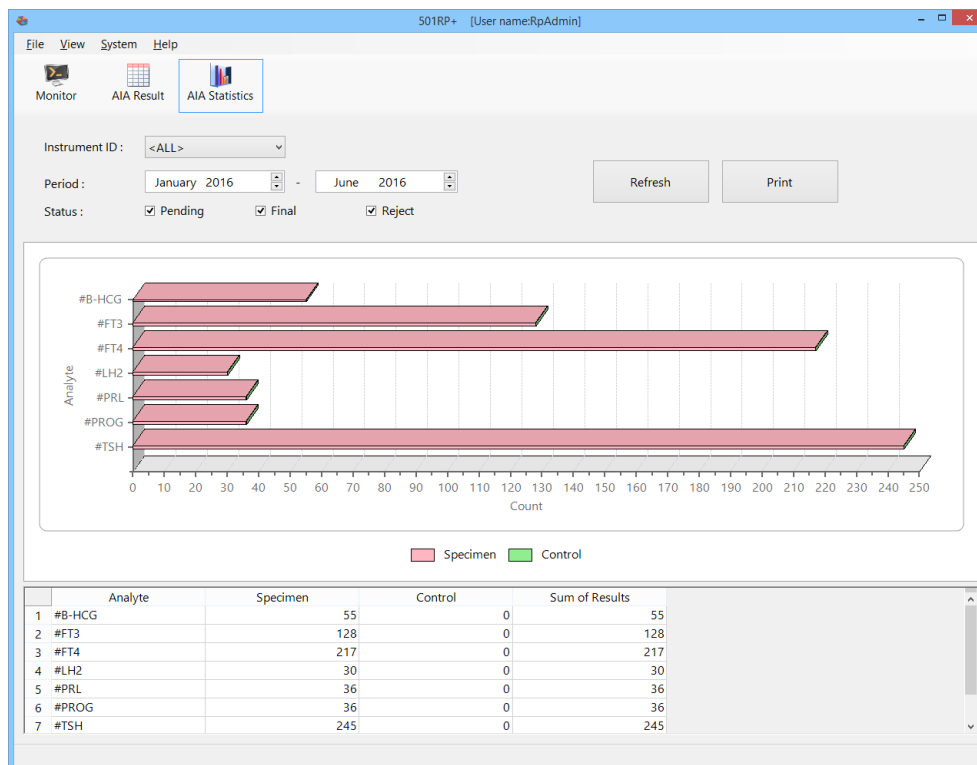 501RP+ [User name:RpAdmin]
File View System Help
Monitor AIA Result AIA Statistics
Instrument ID : <ALL>
Period : January 2016 - June 2016
Refresh Print
Status : Pending Final Reject
#B-HCG
#FT3
#FT4
#LH2
#PRL
#PROG
#TSH
Analyte
0 10 20 30 40 50 60 70 80 90 100 110 120 130 140 150 160 170 180 190 200 210 220 230 240 250
Count
Specimen Control
Analyte Specimen Control Sum of Results
1 #B-HCG 55 0 55
2 #FT3 128 0 128
3 #FT4 217 0 217
4 #LH2 30 0 30
5 #PRL 36 0 36
6 #PROG 36 0 36
7 #TSH 245 0 245